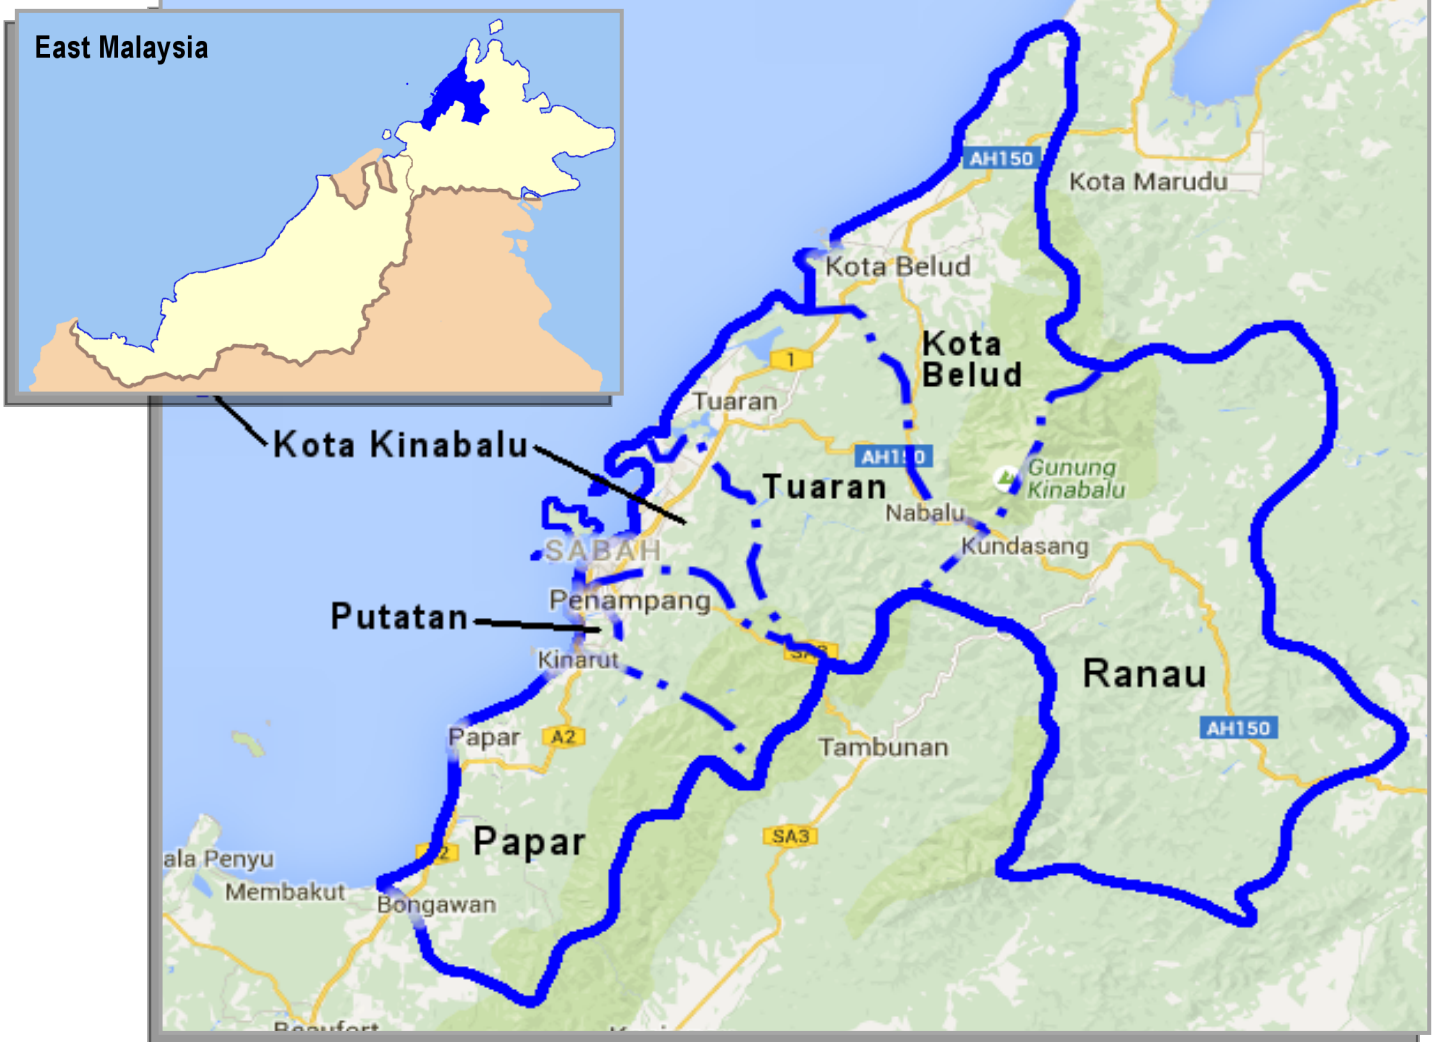 East Malaysia
AH150
Kota Marudu
Kota Belud
Kota
Belud
1
Tuaran
Kota Kinabalu
AH150
Gunung
Kinabalu
Tuaran
Nabalu
SABAH
Kundasang
Penampang
Putatan
Kinarut
Ranau
AH150
Papar
A2
Tambunan
SA3
Papar
ala Penyu
Membakut
Bongawan
Beaufort